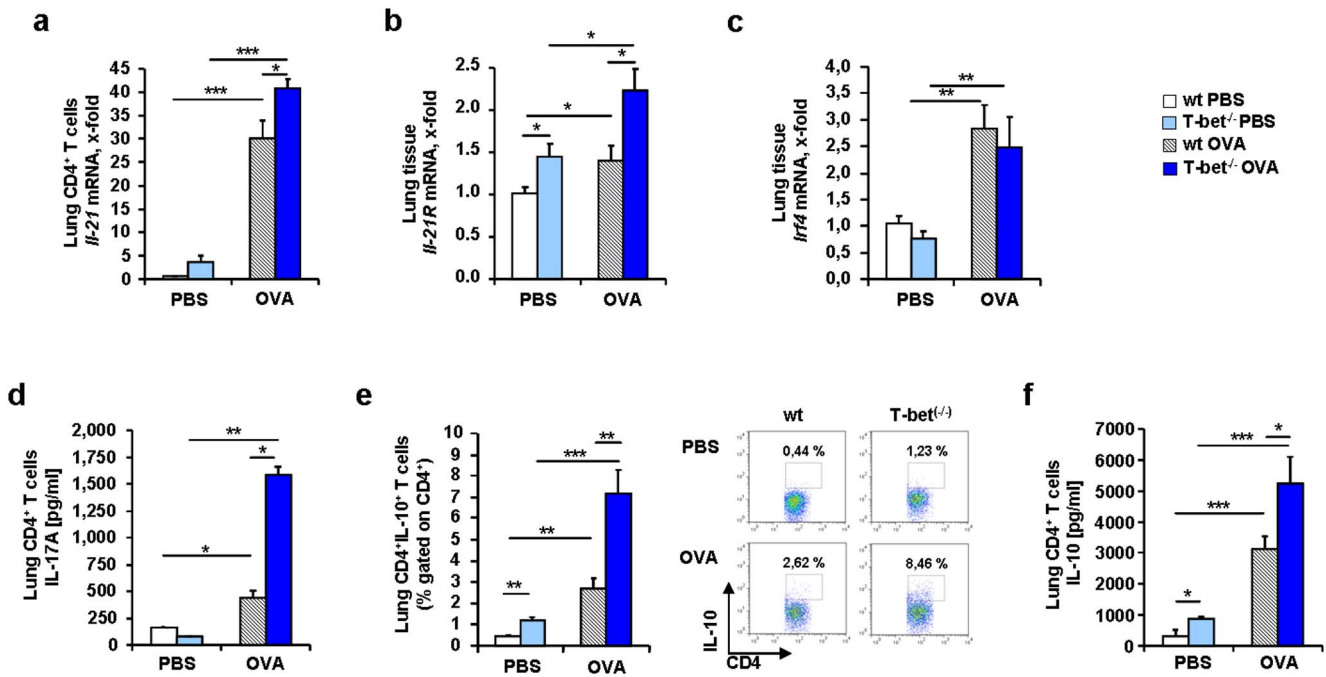 a
Lung CD4⁺ T cells
Il-21 mRNA, x-fold
45
40
35
30
25
20
15
10
5
0
***
***
*
PBS
OVA
b
Lung tissue
Il-21R mRNA, x-fold
2.5
2.0
1.5
1.0
0.5
0.0
*
*
*
*
PBS
OVA
c
Lung tissue
Irf4 mRNA, x-fold
4,0
3,5
3,0
2,5
2,0
1,5
1,0
0,5
0,0
**
**
PBS
OVA
wt PBS
T-bet⁻/⁻ PBS
wt OVA
T-bet⁻/⁻ OVA
d
Lung CD4⁺ T cells
IL-17A [pg/ml]
2,000
1,750
1,500
1,250
1,000
750
500
250
0
**
*
*
PBS
OVA
e
Lung CD4⁺IL-10⁺ T cells
(% gated on CD4⁺)
10
9
8
7
6
5
4
3
2
1
0
**
***
**
**
PBS
OVA
wt
T-bet⁽⁻/⁻⁾
PBS
0,44 %
1,23 %
OVA
2,62 %
8,46 %
IL-10
CD4
f
Lung CD4⁺ T cells
IL-10 [pg/ml]
7000
6000
5000
4000
3000
2000
1000
0
*
***
***
*
PBS
OVA